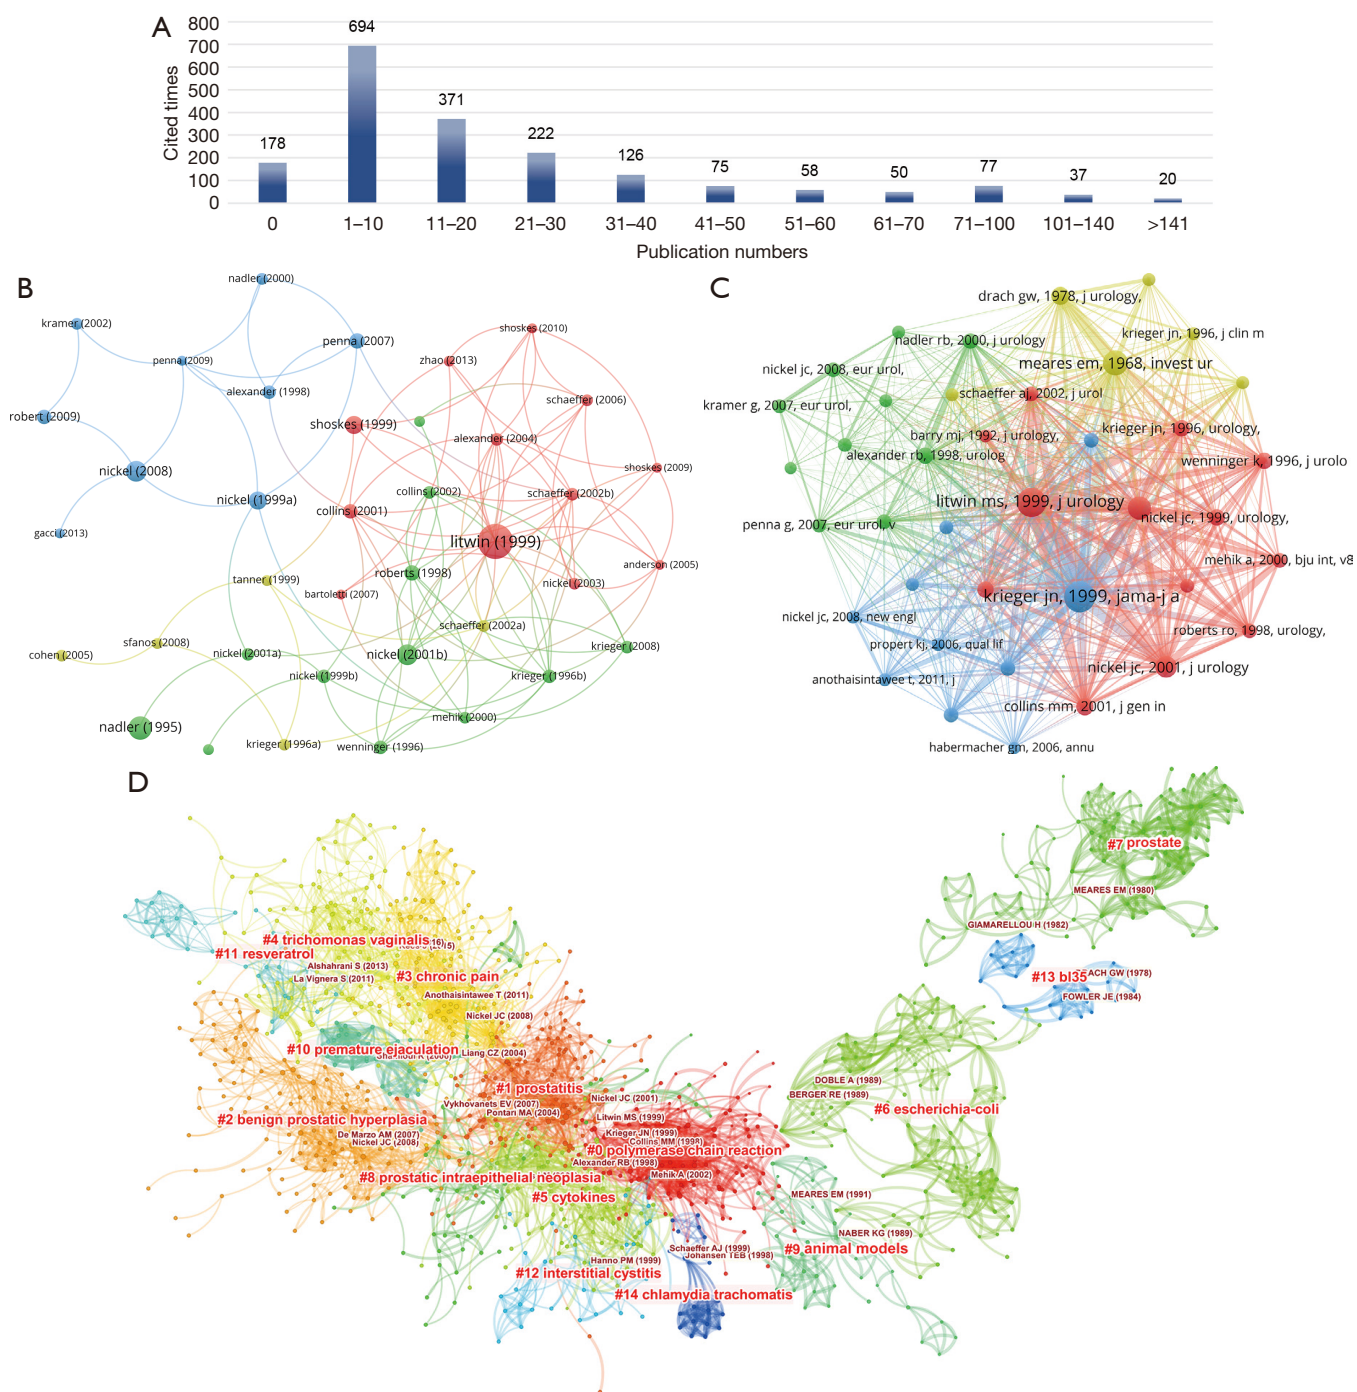 A
800
700
600
500
400
300
200
100
0
Cited times
178
694
371
222
126
75
58
50
77
37
20
0
1–10
11–20
21–30
31–40
41–50
51–60
61–70
71–100
101–140
>141
Publication numbers
B
nadler (2000)
kramer (2002)
shoskes (2010)
penna (2007)
penna (2009)
zhao (2013)
alexander (1998)
schaeffer (2006)
robert (2009)
shoskes (1999)
alexander (2004)
nickel (2008)
shoskes (2009)
collins (2002)
schaeffer (2002b)
nickel (1999a)
collins (2001)
gacci (2013)
litwin (1999)
anderson (2005)
roberts (1998)
tanner (1999)
nickel (2003)
bartoletti (2007)
schaeffer (2002a)
sfanos (2008)
krieger (2008)
cohen (2005)
nickel (2001a)
nickel (2001b)
nickel (1999b)
krieger (1996b)
mehik (2000)
nadler (1995)
krieger (1996a)
wenninger (1996)
C
drach gw, 1978, j urology,
krieger jn, 1996, j clin m
nadler rb, 2000, j urology
meares em, 1968, invest ur
nickel jc, 2008, eur urol,
schaeffer aj, 2002, j urol
kramer g, 2007, eur urol,
krieger jn, 1996, urology,
barry mj, 1992, j urology,
alexander rb, 1998, urolog
wenninger k, 1996, j urolo
litwin ms, 1999, j urology
nickel jc, 1999, urology,
penna g, 2007, eur urol, v
mehik a, 2000, bju int, v8
krieger jn, 1999, jama-j a
nickel jc, 2008, new engl
roberts ro, 1998, urology,
propert kj, 2006, qual lif
nickel jc, 2001, j urology
anothaisintawee t, 2011, j
collins mm, 2001, j gen in
habermacher gm, 2006, annu
D
#7 prostate
MEARES EM (1980)
GIAMARELLOU H (1982)
#4 trichomonas vaginalis
#11 resveratrol
Alshahrani S (2013)
La Vignera S (2011)
#3 chronic pain
#13 bl35
GW (1978)
Anothaisintawee T (2011)
FOWLER JE (1984)
Nickel JC (2008)
#10 premature ejaculation
Liang CZ (2004)
DOBLE A (1989)
#1 prostatitis
BERGER RE (1989)
Nickel JC (2001)
Vykhovanets EV (2007)
Pontari MA (2004)
#6 escherichia-coli
Litwin MS (1999)
#2 benign prostatic hyperplasia
Krieger JN (1999)
De Marzo AM (2007)
Nickel JC (2008)
Collins MM (1998)
#0 polymerase chain reaction
Alexander RB (1998)
Mehik A (2002)
#8 prostatic intraepithelial neoplasia
#5 cytokines
MEARES EM (1991)
NABER KG (1989)
Schaeffer AJ (1999)
#9 animal models
Johansen TEB (1998)
Hanno PM (1999)
#12 interstitial cystitis
#14 chlamydia trachomatis